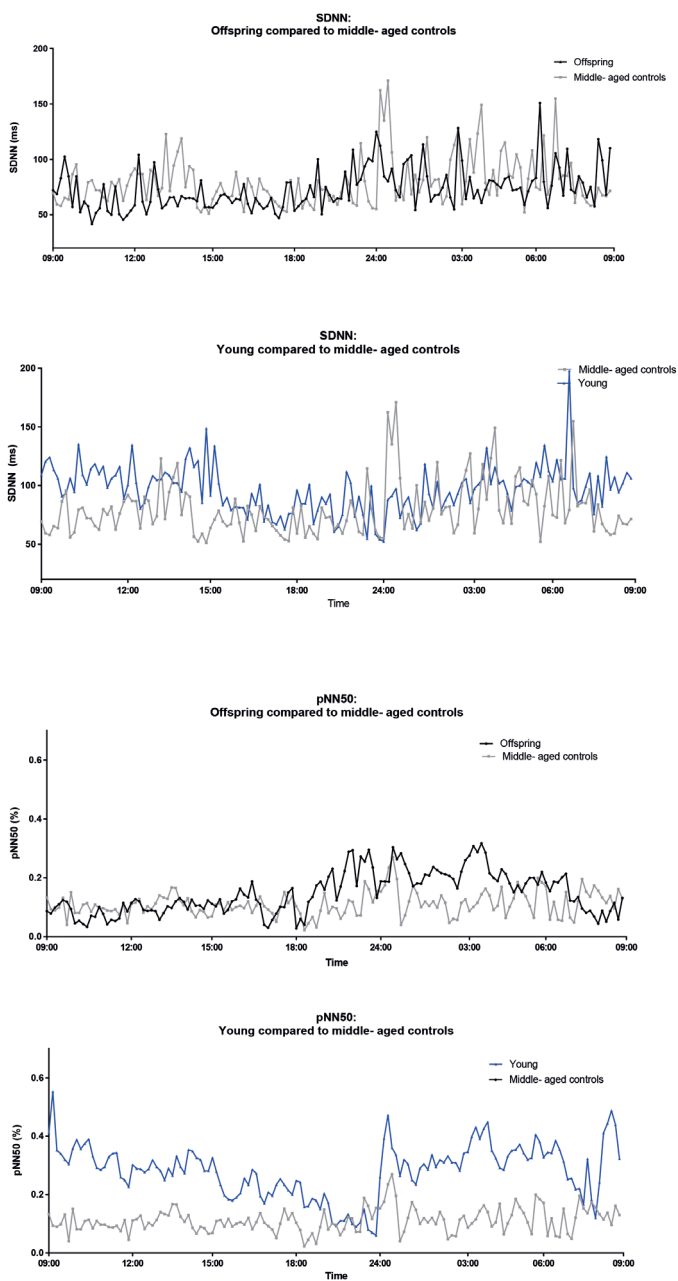 SDNN:
Offspring compared to middle- aged controls
Offspring
Middle- aged controls
SDNN (ms)
200
150
100
50
09:00 12:00 15:00 18:00 24:00 03:00 06:00 09:00
SDNN:
Young compared to middle- aged controls
Middle- aged controls
Young
SDNN (ms)
200
150
100
50
09:00 12:00 15:00 18:00 24:00 03:00 06:00 09:00
Time
pNN50:
Offspring compared to middle- aged controls
Offspring
Middle- aged controls
pNN50 (%)
0.6
0.4
0.2
0.0
09:00 12:00 15:00 18:00 24:00 03:00 06:00 09:00
Time
pNN50:
Young compared to middle- aged controls
Young
Middle- aged controls
pNN50 (%)
0.6
0.4
0.2
0.0
09:00 12:00 15:00 18:00 24:00 03:00 06:00 09:00
Time